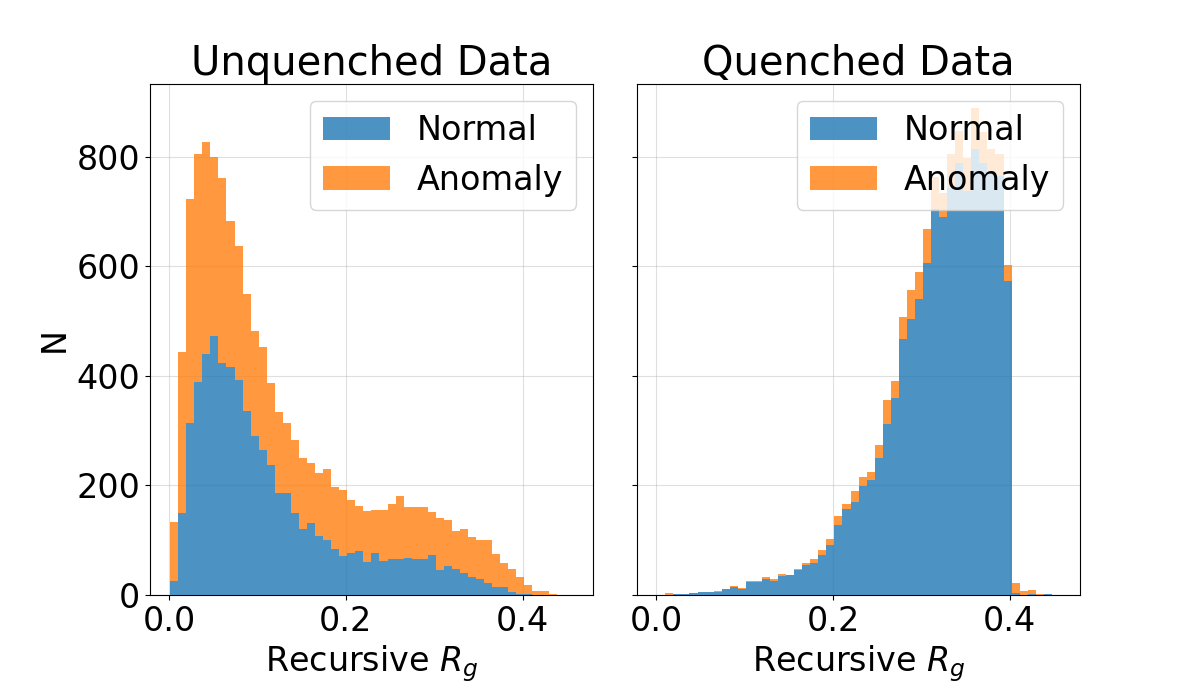 Unquenched Data
Quenched Data
Normal
Anomaly
Normal
Anomaly
N
800
600
400
200
0
0.0
0.2
0.4
0.0
0.2
0.4
Recursive R_g
Recursive R_g